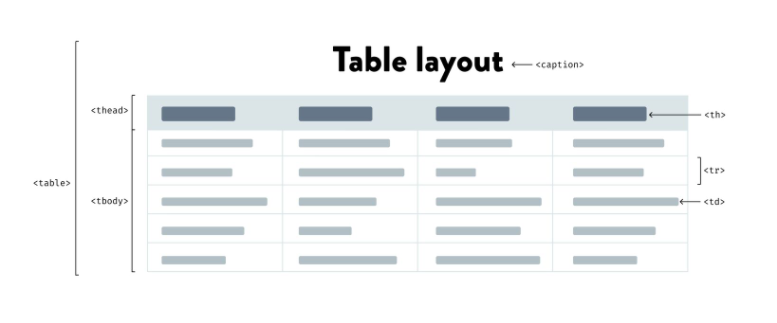 Table layout
<caption>
<thead>
<th>
<tr>
<table>
<tbody>
<td>